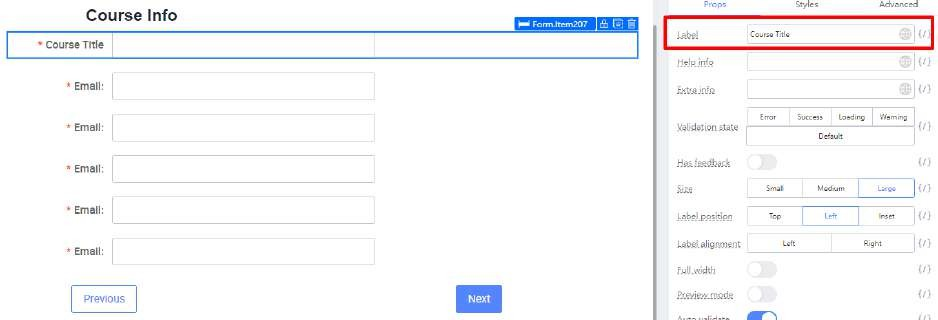 Course Info
Form.Item207
* Course Title
* Email:
* Email:
* Email:
* Email:
* Email:
Previous
Next
Props Styles Advanced
Label Course Title {/}
Help info {/}
Extra info {/}
Validation state Error Success Loading Warning {/}
Default
Has feedback {/}
Size Small Medium Large {/}
Label position Top Left Inset {/}
Label alignment Left Right {/}
Full width {/}
Preview mode {/}
Auto validate {/}